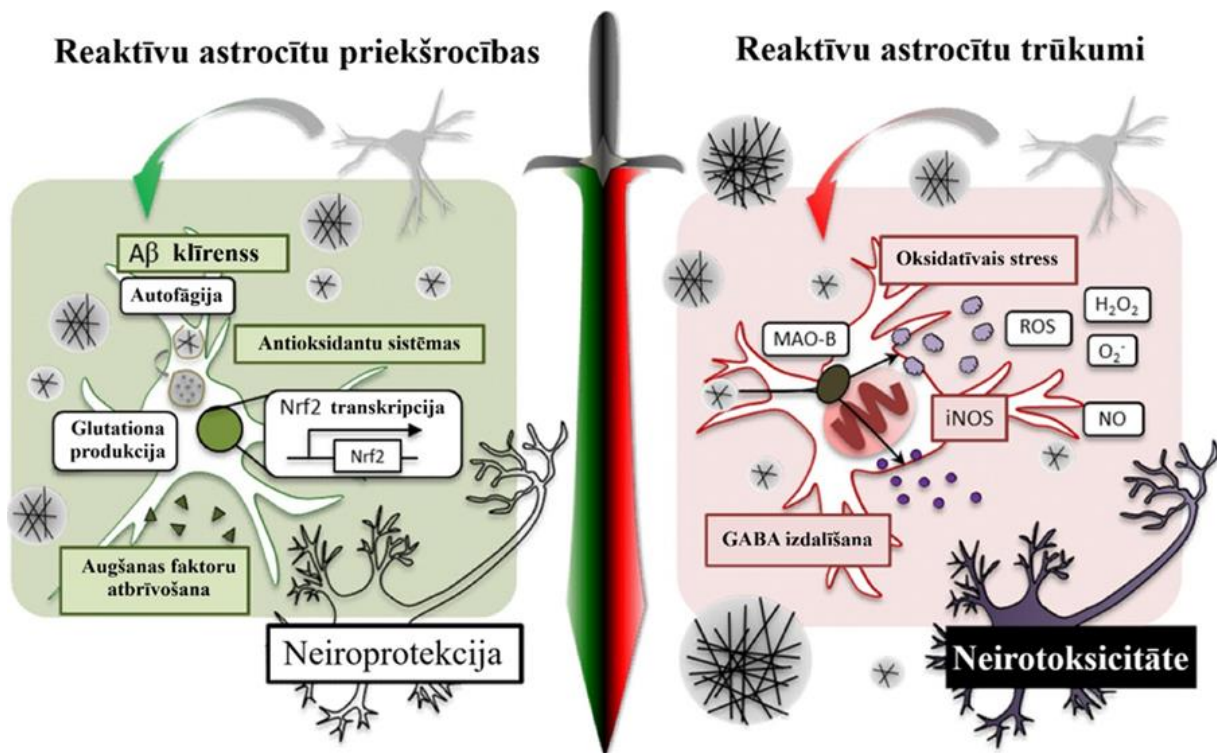 Reaktīvu astrocītu priekšrocības
Aβ klīrenss
Autofāgija
Antioksidantu sistēmas
Glutationa
produkcija
Nrf2 transkripcija
Nrf2
Augšanas faktoru
atbrīvošana
Neiroprotekcija
Reaktīvu astrocītu trūkumi
Oksidatīvais stress
MAO-B
ROS
H₂O₂
O₂⁻
iNOS
NO
GABA izdalīšana
Neirotoksicitāte